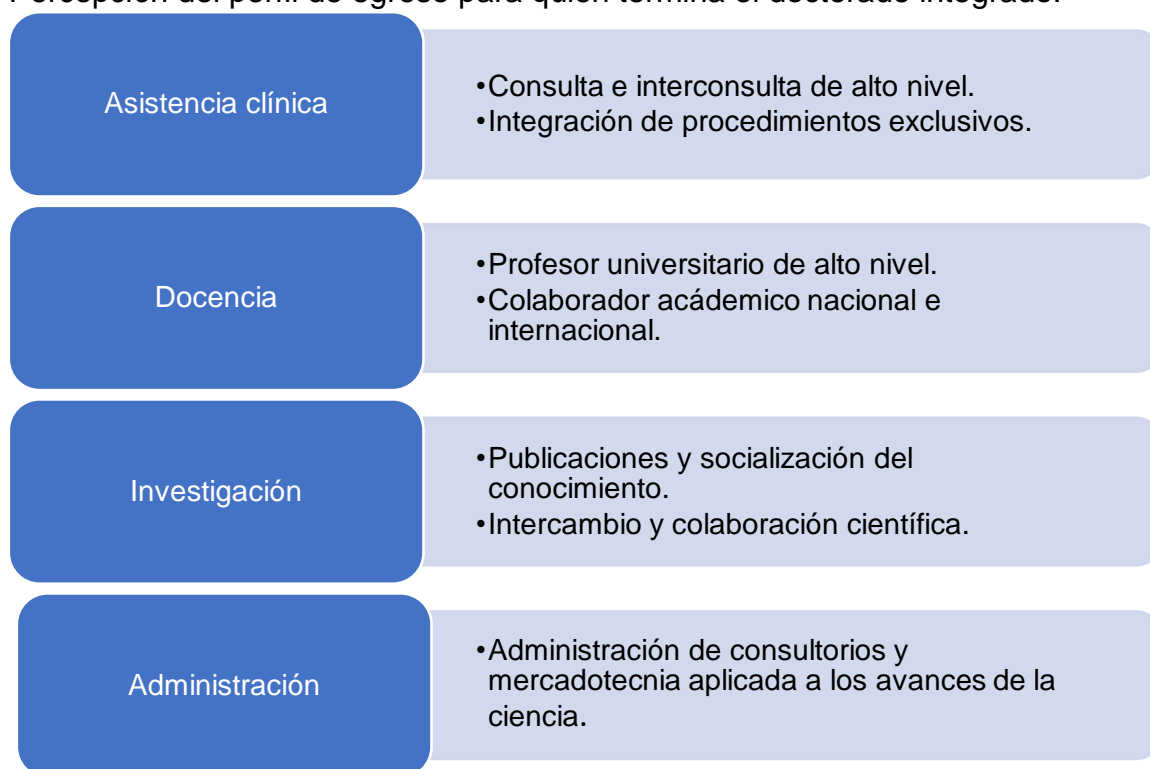 Percepción del perfil de egreso para quien termina el doctorado integrado.
Asistencia clínica
•Consulta e interconsulta de alto nivel.
•Integración de procedimientos exclusivos.
Docencia
•Profesor universitario de alto nivel.
•Colaborador acádemico nacional e
internacional.
Investigación
•Publicaciones y socialización del
conocimiento.
•Intercambio y colaboración científica.
Administración
•Administración de consultorios y
mercadotecnia aplicada a los avances de la
ciencia.